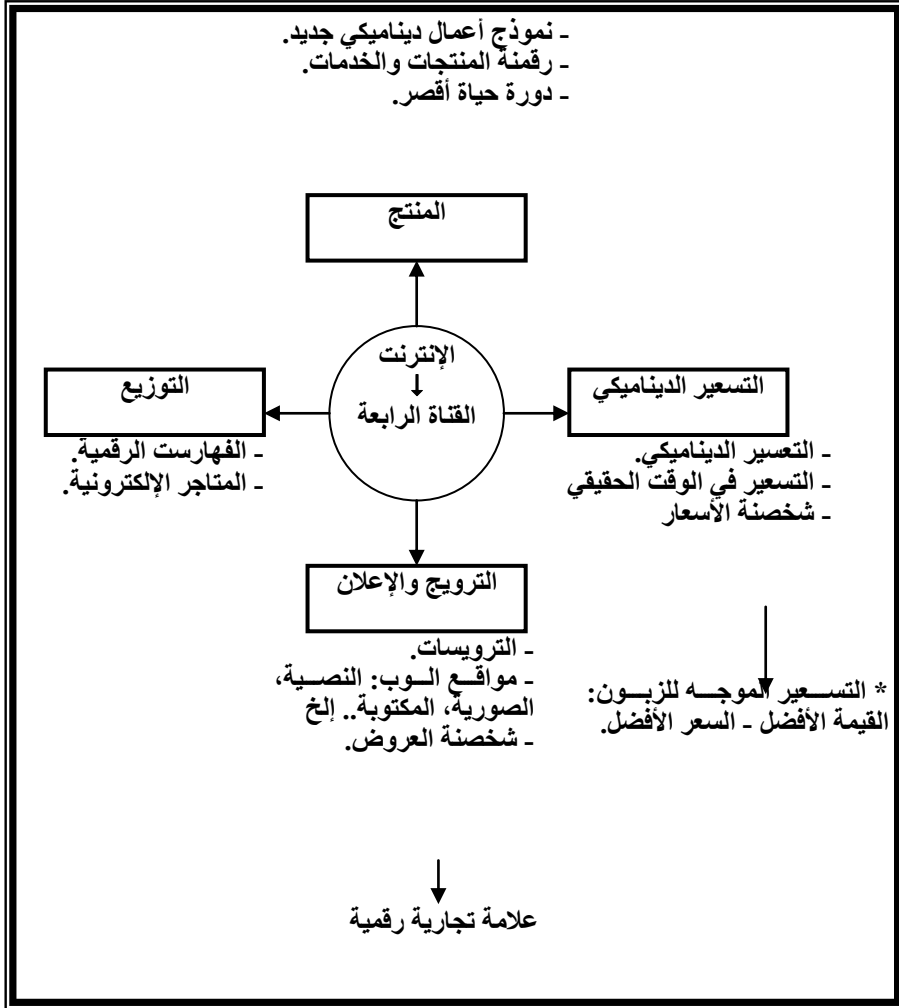 - نموذج أعمال ديناميكي جديد.
- رقمنة المنتجات والخدمات.
- دورة حياة أقصر.
المنتج
الإنترنت
↓
القناة الرابعة
التسعير الديناميكي
- التعسير الديناميكي.
- التسعير في الوقت الحقيقي
- شخصنة الأسعار
التوزيع
- الفهارست الرقمية.
- المتاجر الإلكترونية.
الترويج والإعلان
- الترويسات.
- مواقع الوب: النصية،
الصورية، المكتوبة.. إلخ
- شخصنة العروض.
* التسعير الموجه للزبون:
القيمة الأفضل - السعر الأفضل.
علامة تجارية رقمية